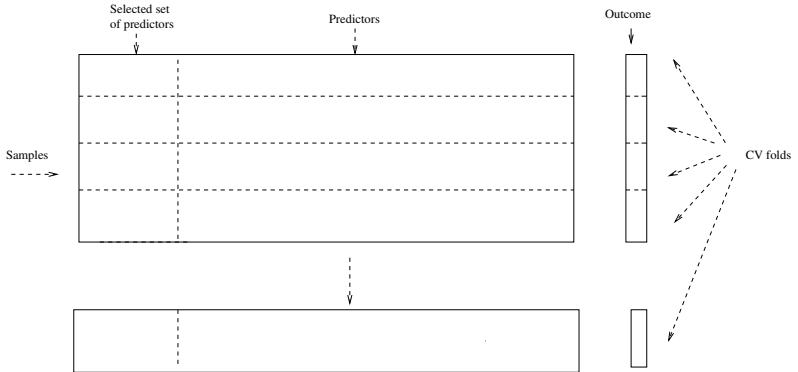 Selected set
of predictors
Predictors
Outcome
Samples
CV folds